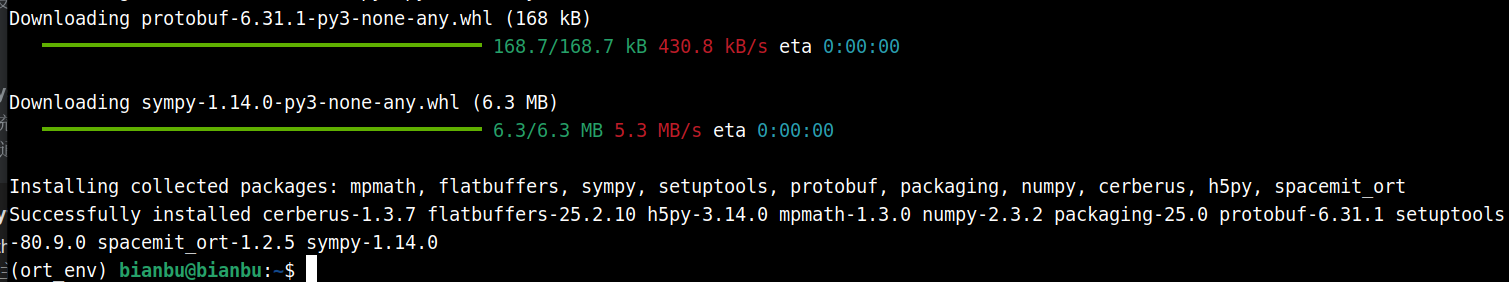 Downloading protobuf-6.31.1-py3-none-any.whl (168 kB)
168.7/168.7 kB 430.8 kB/s eta 0:00:00
Downloading sympy-1.14.0-py3-none-any.whl (6.3 MB)
6.3/6.3 MB 5.3 MB/s eta 0:00:00
Installing collected packages: mpmath, flatbuffers, sympy, setuptools, protobuf, packaging, numpy, cerberus, h5py, spacemit_ort
Successfully installed cerberus-1.3.7 flatbuffers-25.2.10 h5py-3.14.0 mpmath-1.3.0 numpy-2.3.2 packaging-25.0 protobuf-6.31.1 setuptools
-80.9.0 spacemit_ort-1.2.5 sympy-1.14.0
(ort_env) bianbu@bianbu:~$